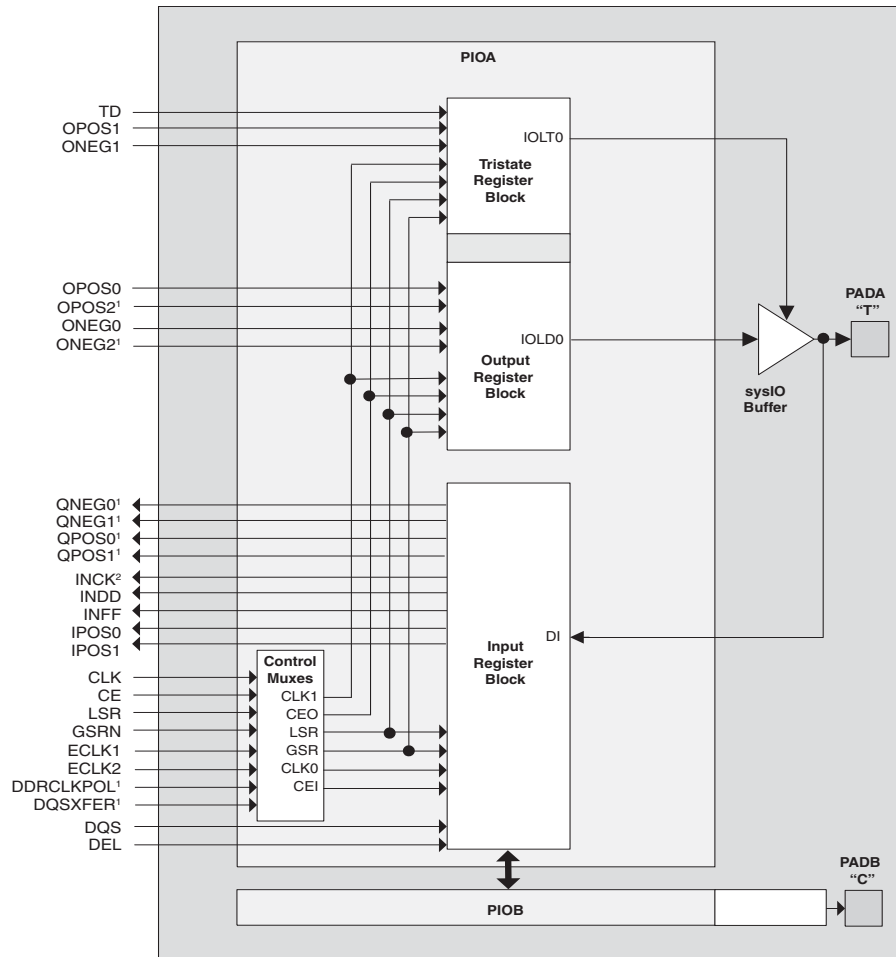 PIOA
TD
OPOS1
ONEG1
IOLT0
Tristate
Register
Block
OPOS0
OPOS2¹
ONEG0
ONEG2¹
IOLD0
Output
Register
Block
PADA
“T”
sysIO
Buffer
QNEG0¹
QNEG1¹
QPOS0¹
QPOS1¹
INCK²
INDD
INFF
IPOS0
IPOS1
DI
Input
Register
Block
CLK
CE
LSR
GSRN
ECLK1
ECLK2
DDRCLKPOL¹
DQSXFER¹
DQS
DEL
Control
Muxes
CLK1
CEO
LSR
GSR
CLK0
CEI
PADB
“C”
PIOB